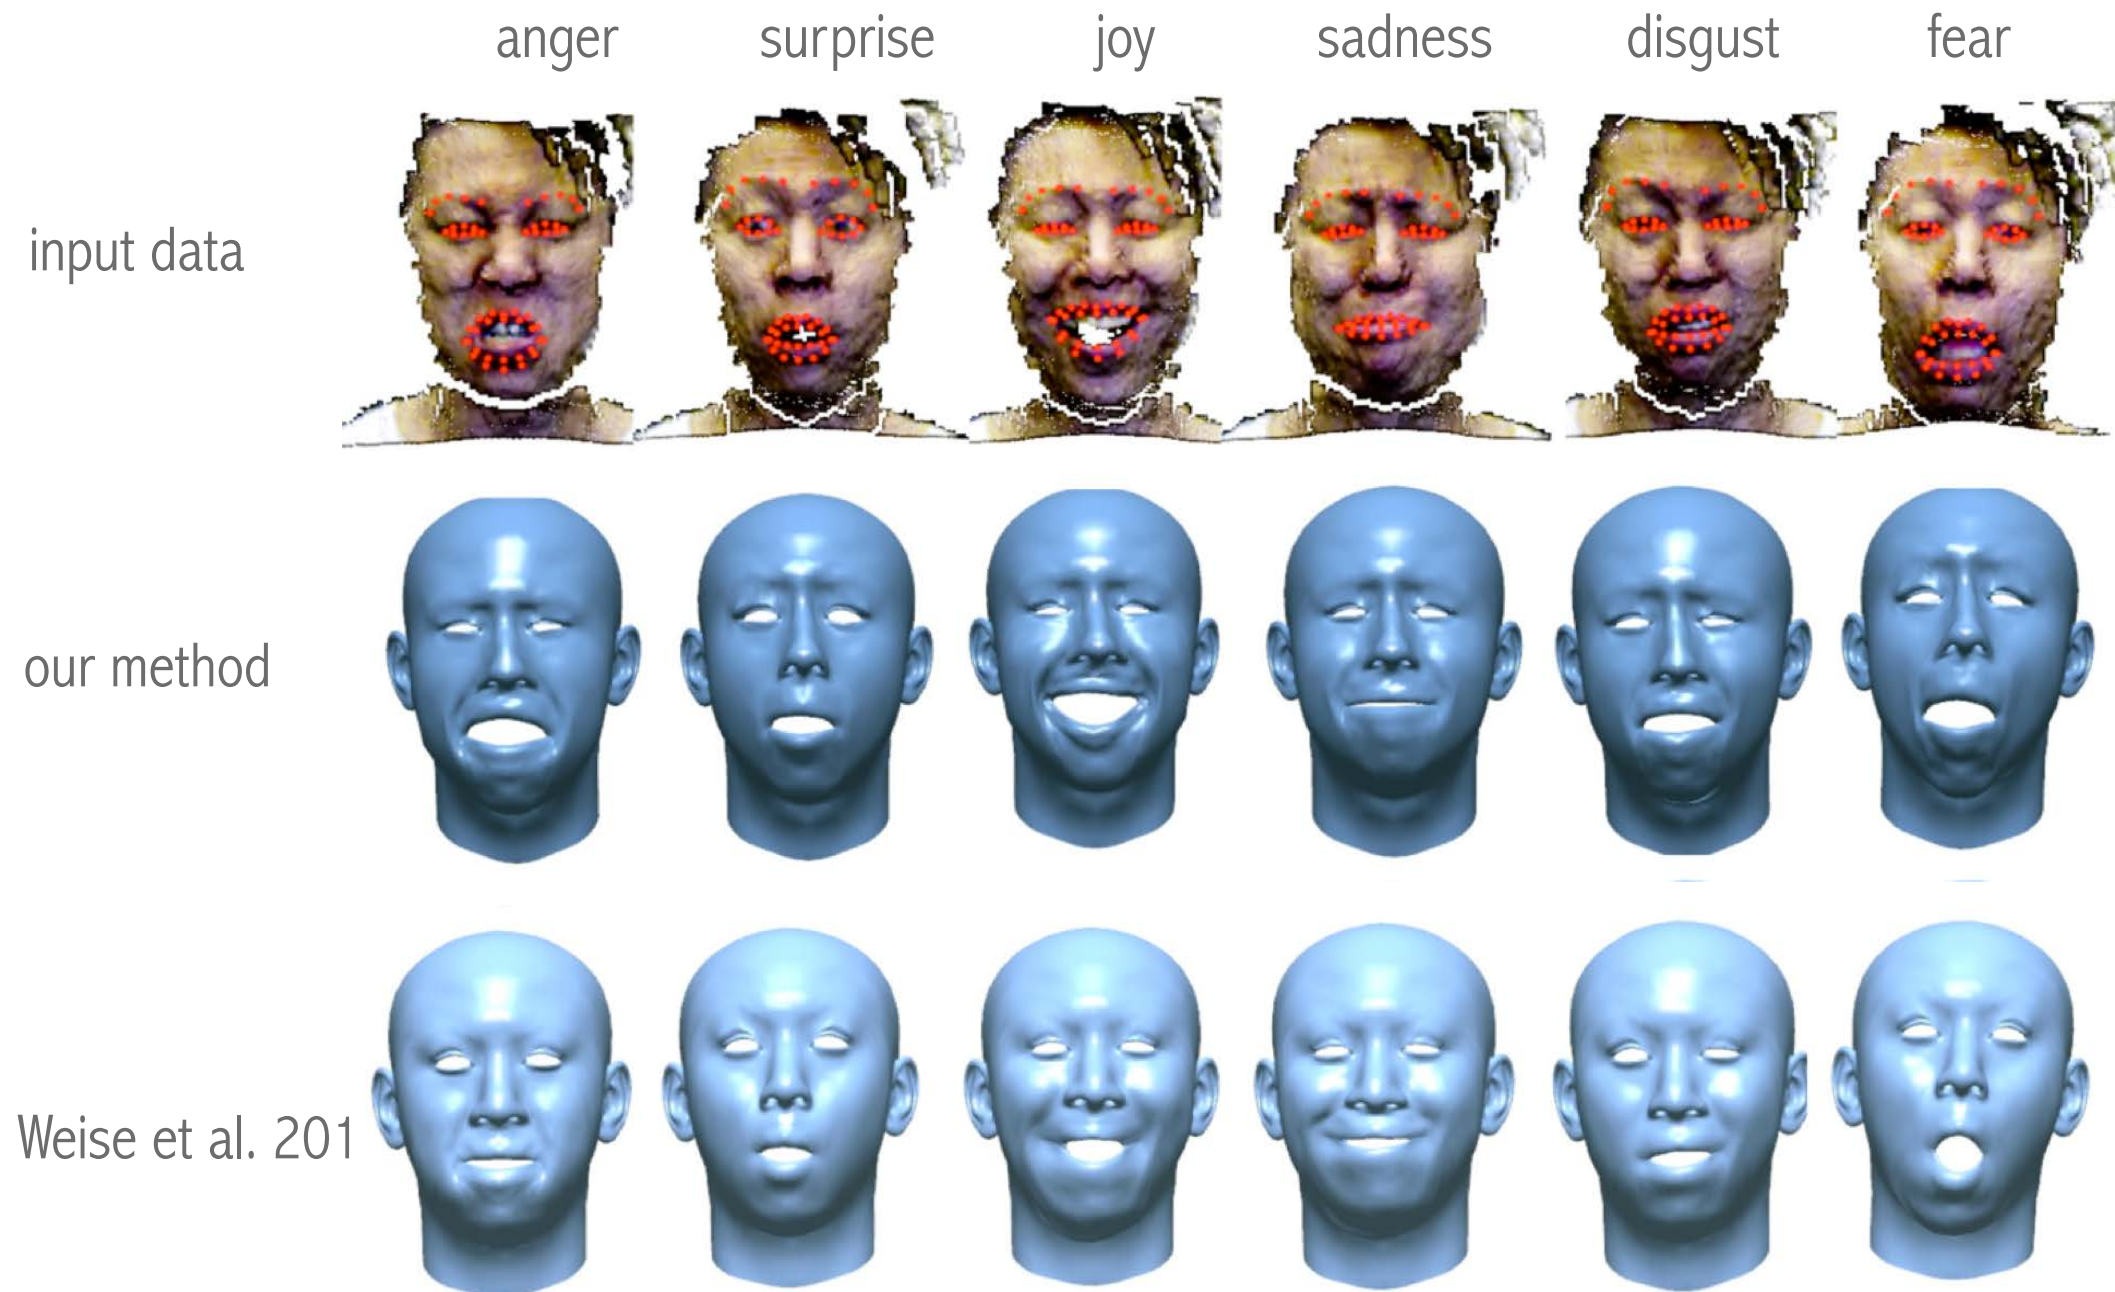 anger surprise joy sadness disgust fear
input data
our method
Weise et al. 201